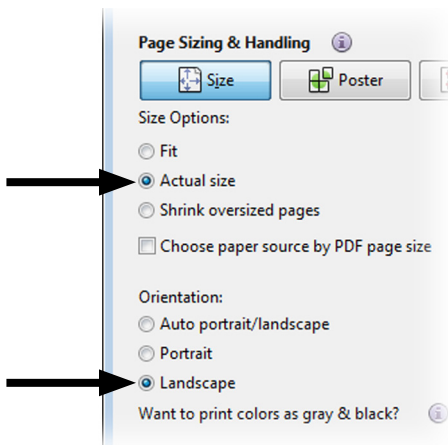 Page Sizing & Handling
Size Poster
Size Options:
Fit
Actual size
Shrink oversized pages
Choose paper source by PDF page size
Orientation:
Auto portrait/landscape
Portrait
Landscape
Want to print colors as gray & black?